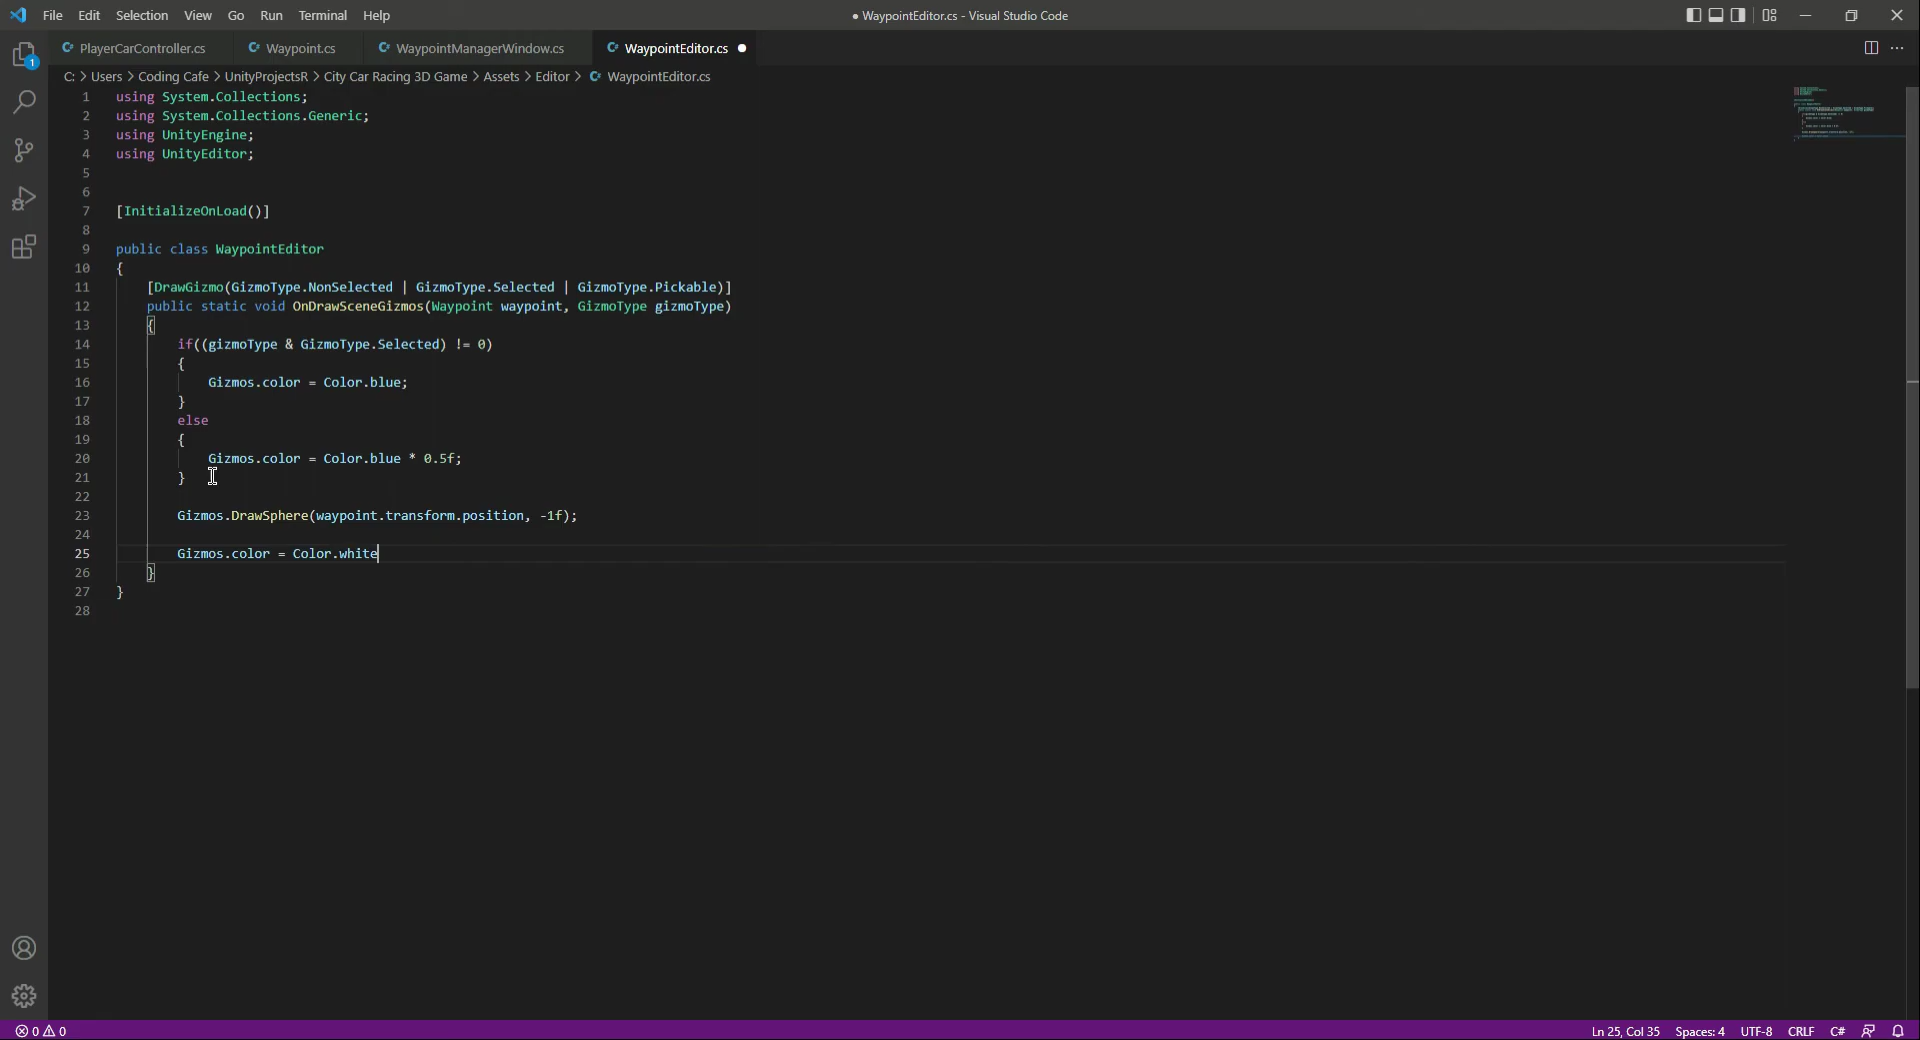 File Edit Selection View Go Run Terminal Help
● WaypointEditor.cs - Visual Studio Code
PlayerCarController.cs
Waypoint.cs
WaypointManagerWindow.cs
WaypointEditor.cs
1
C: > Users > Coding Cafe > UnityProjectsR > City Car Racing 3D Game > Assets > Editor > WaypointEditor.cs
1 using System.Collections;
2 using System.Collections.Generic;
3 using UnityEngine;
4 using UnityEditor;
5
6
7 [InitializeOnLoad()]
8
9 public class WaypointEditor
10 {
11 [DrawGizmo(GizmoType.NonSelected | GizmoType.Selected | GizmoType.Pickable)]
12 public static void OnDrawSceneGizmos(Waypoint waypoint, GizmoType gizmoType)
13 {
14 if((gizmoType & GizmoType.Selected) != 0)
15 {
16 Gizmos.color = Color.blue;
17 }
18 else
19 {
20 Gizmos.color = Color.blue * 0.5f;
21 }
22
23 Gizmos.DrawSphere(waypoint.transform.position, -1f);
24
25 Gizmos.color = Color.white
26 }
27 }
28
0 0 Ln 25, Col 35 Spaces: 4 UTF-8 CRLF C#